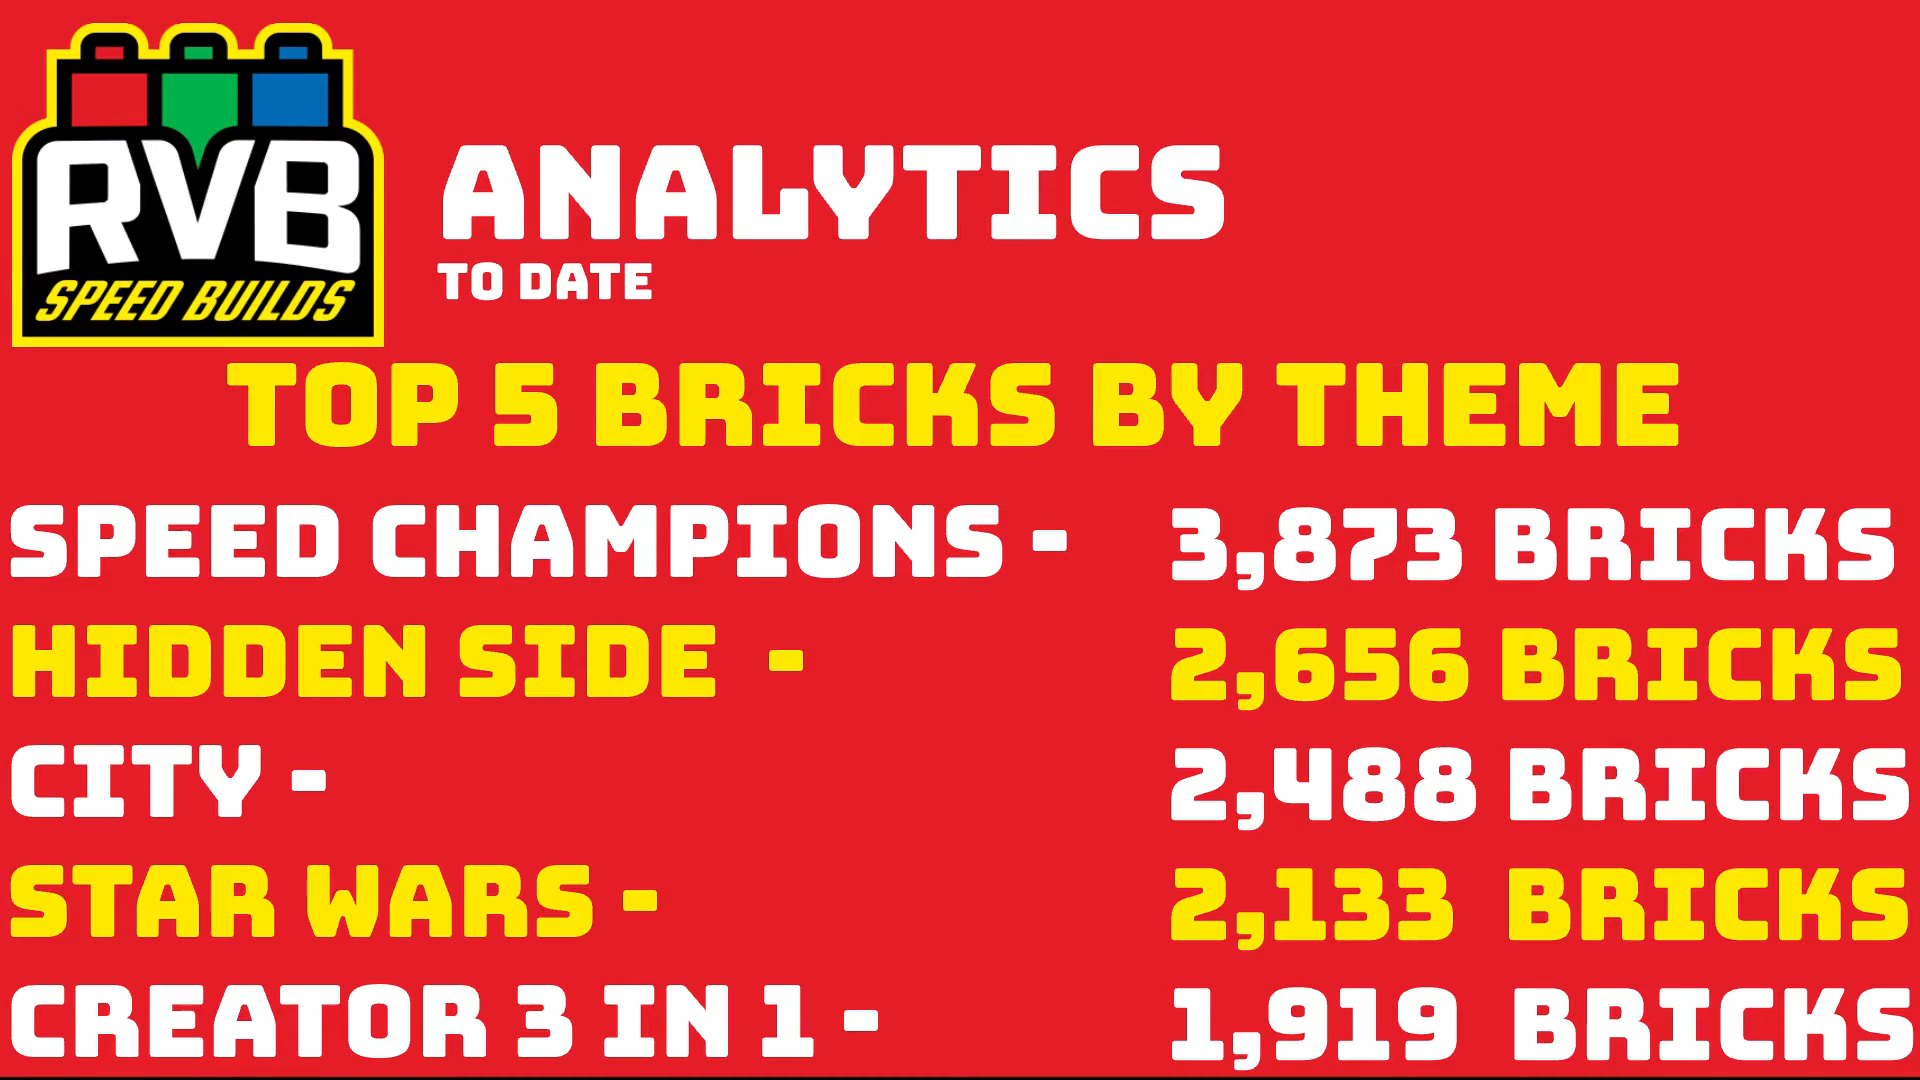 RVB
SPEED BUILDS
ANALYTICS
TO DATE
TOP 5 BRICKS BY THEME
SPEED CHAMPIONS - 3,873 BRICKS
HIDDEN SIDE - 2,656 BRICKS
CITY - 2,488 BRICKS
STAR WARS - 2,133 BRICKS
CREATOR 3 IN 1 - 1,919 BRICKS